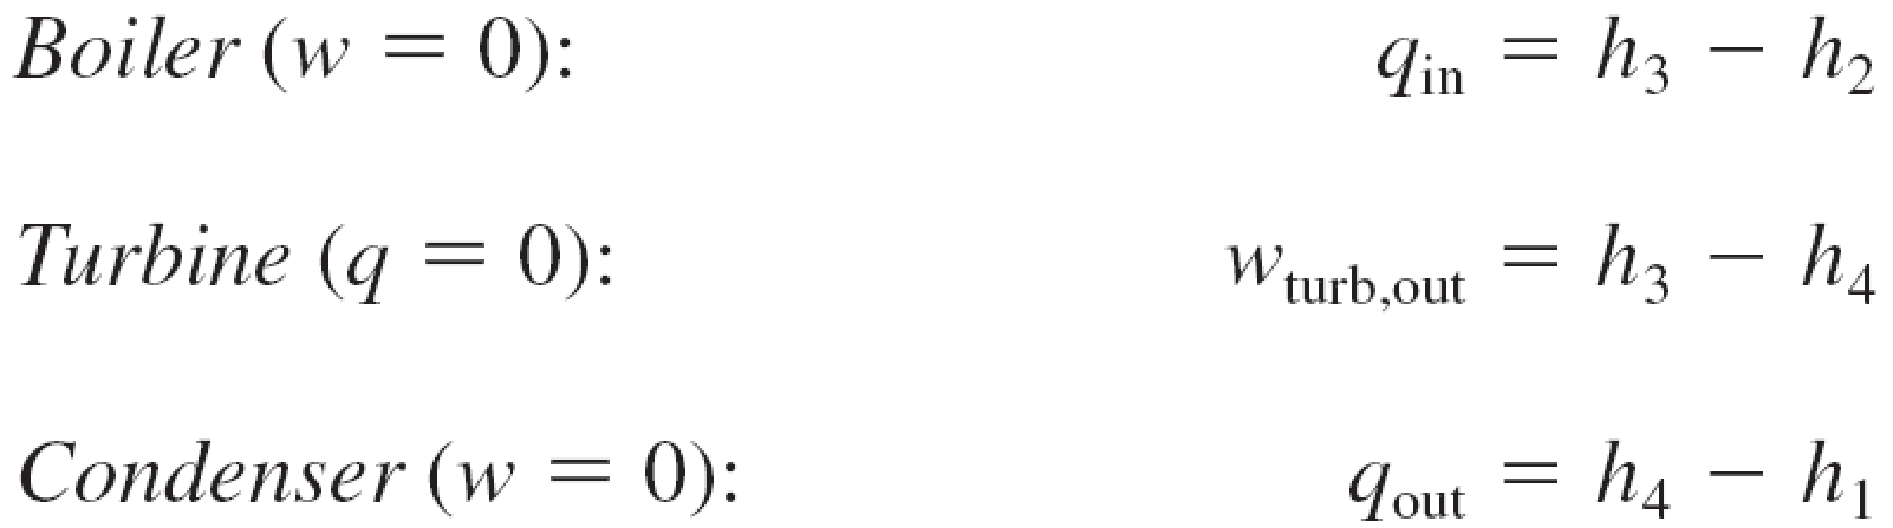 Boiler (w = 0): q_in = h_3 − h_2
Turbine (q = 0): w_turb,out = h_3 − h_4
Condenser (w = 0): q_out = h_4 − h_1